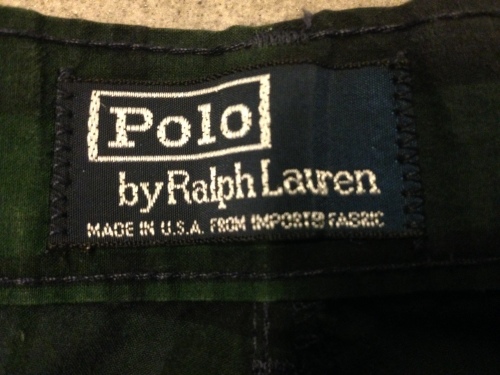 Polo
by Ralph Lauren
MADE IN U.S.A. FROM IMPORTED FABRIC